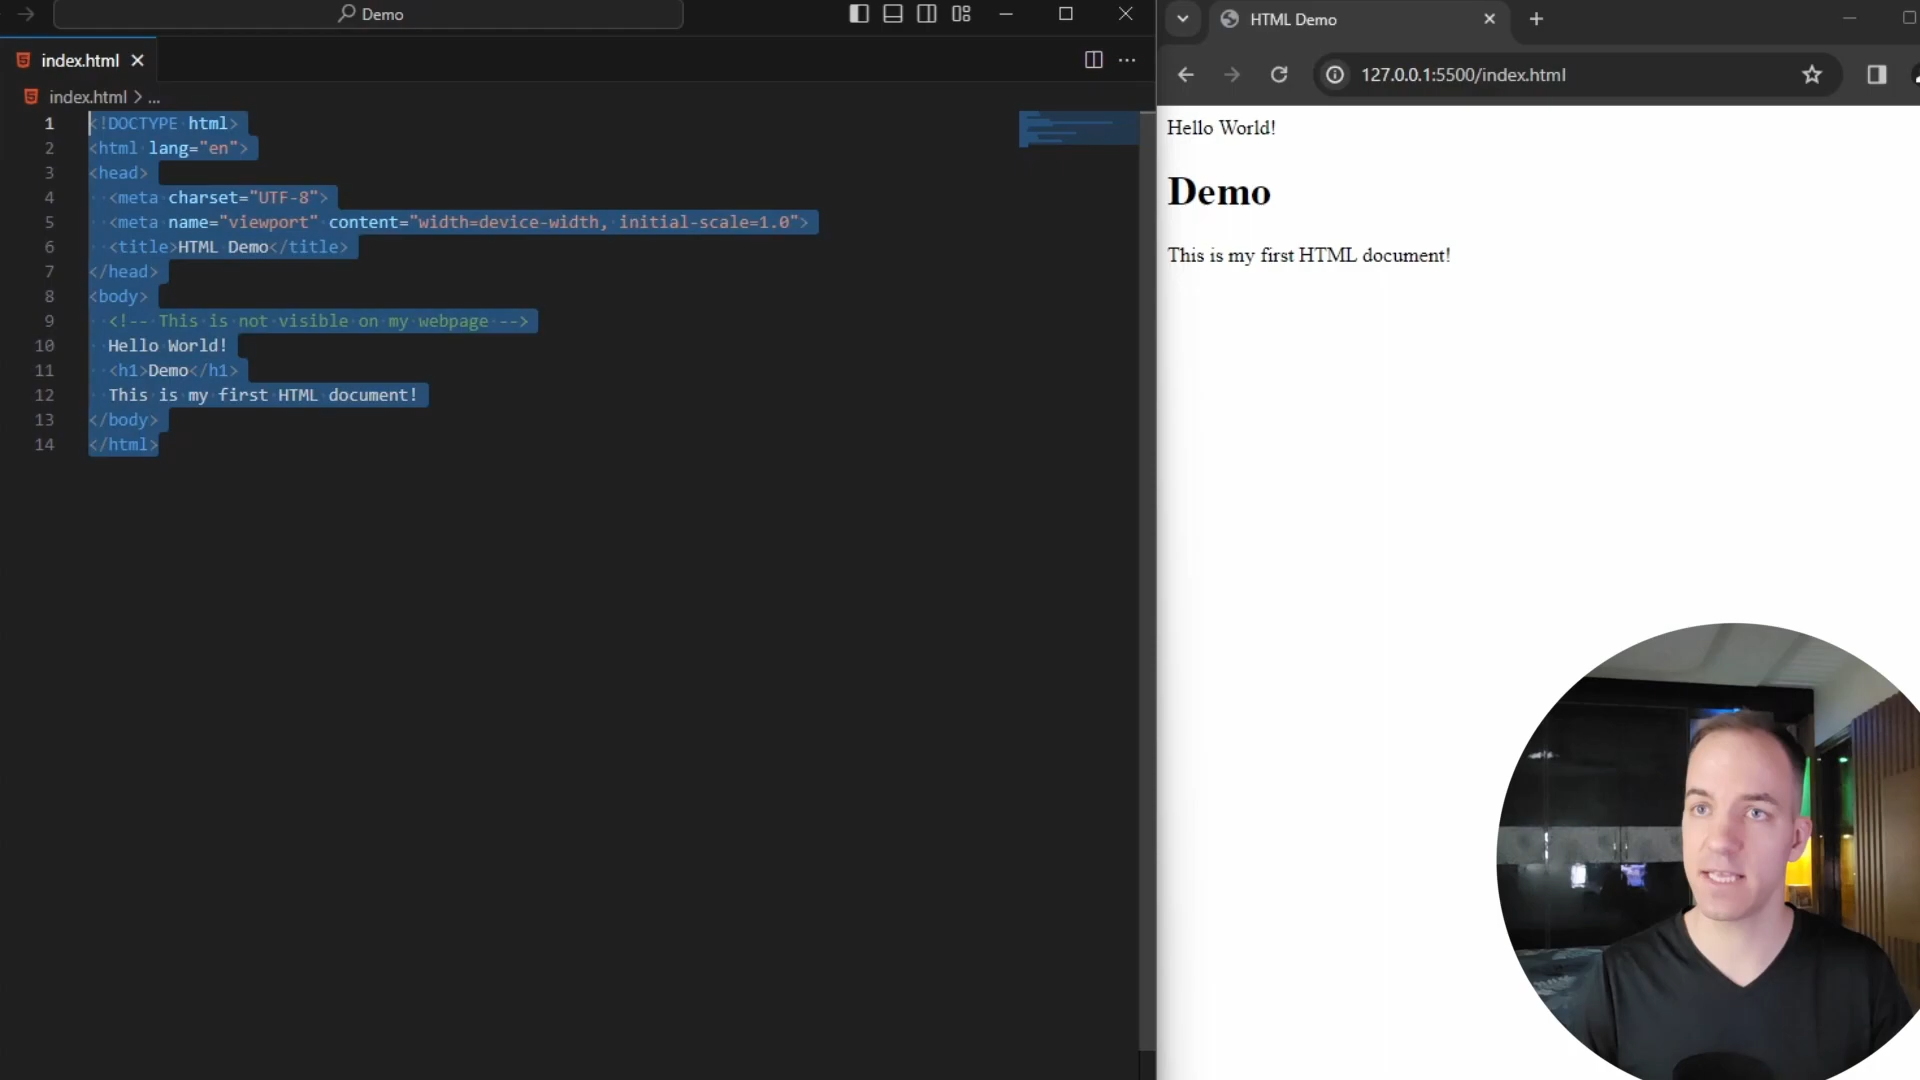 Demo
index.html
index.html > ...
1 <!DOCTYPE html>
2 <html lang="en">
3 <head>
4 <meta charset="UTF-8">
5 <meta name="viewport" content="width=device-width, initial-scale=1.0">
6 <title>HTML Demo</title>
7 </head>
8 <body>
9 <!-- This is not visible on my webpage -->
10 Hello World!
11 <h1>Demo</h1>
12 This is my first HTML document!
13 </body>
14 </html>
HTML Demo
127.0.0.1:5500/index.html
Hello World!
Demo
This is my first HTML document!